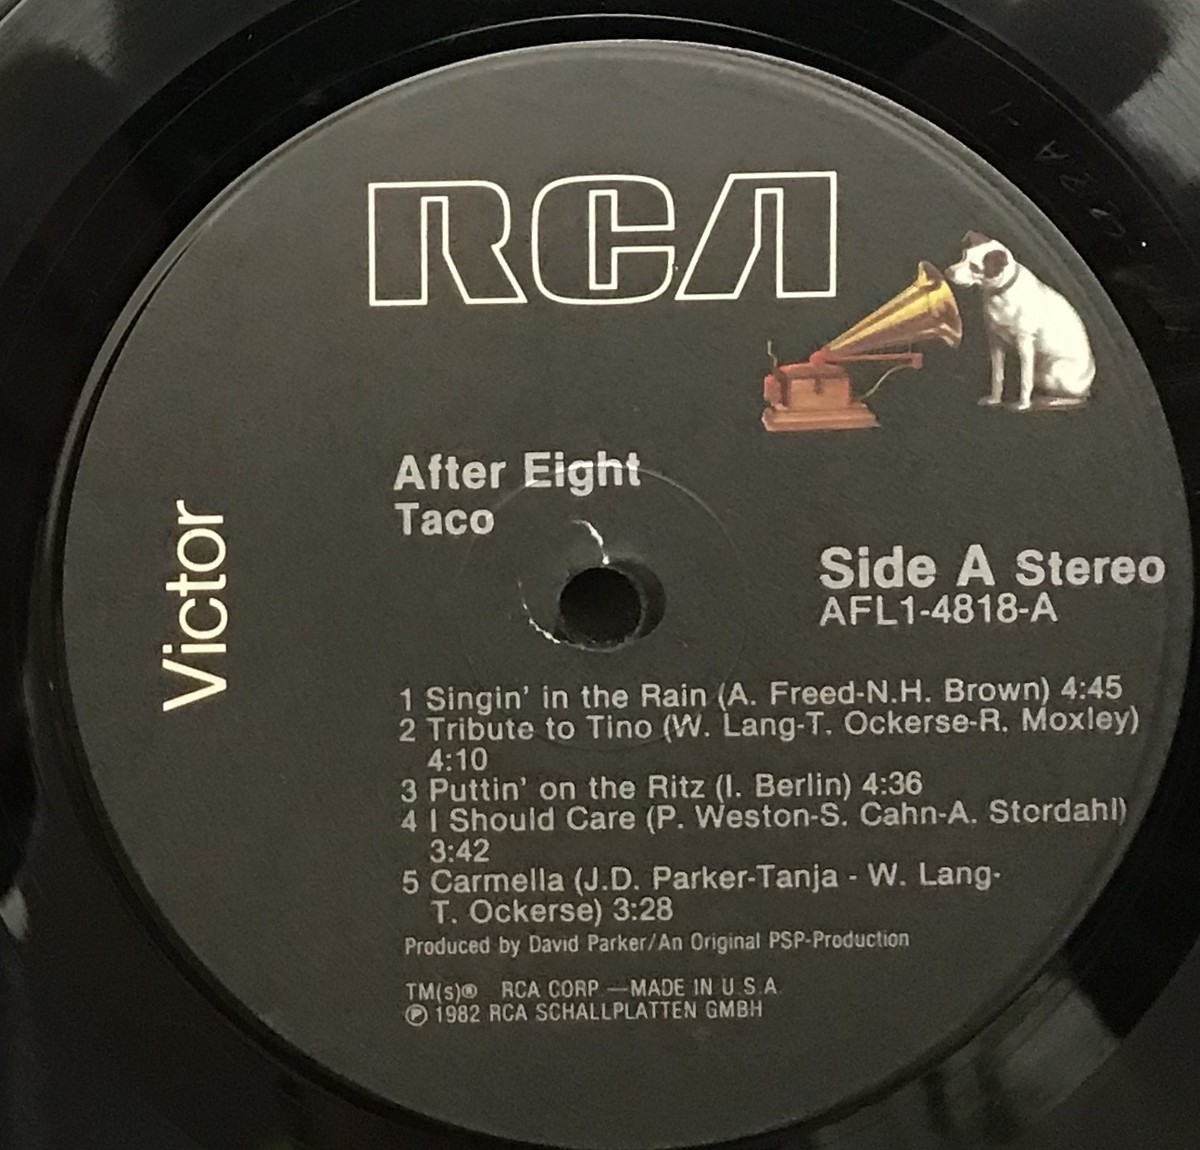 RCA
After Eight
Taco
Victor
Side A Stereo
AFL1-4818-A
1 Singin' in the Rain (A. Freed-N.H. Brown) 4:45
2 Tribute to Tino (W. Lang-T. Ockerse-R. Moxley)
4:10
3 Puttin' on the Ritz (I. Berlin) 4:36
4 I Should Care (P. Weston-S. Cahn-A. Stordahl)
3:42
5 Carmella (J.D. Parker-Tanja - W. Lang-
T. Ockerse) 3:28
Produced by David Parker/An Original PSP-Production
TM(s)® RCA CORP —MADE IN U.S.A.
℗ 1982 RCA SCHALLPLATTEN GMBH